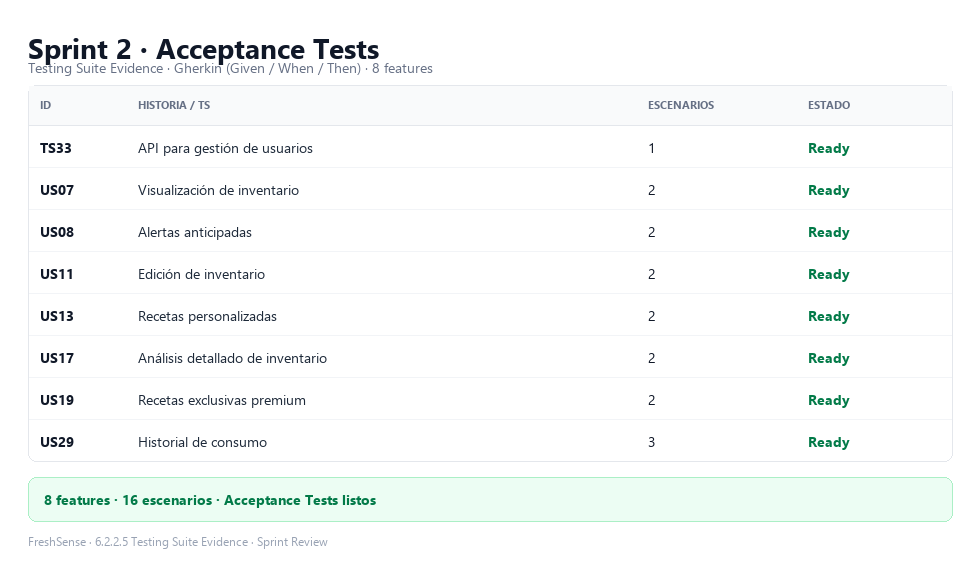 Sprint 2 · Acceptance Tests
Testing Suite Evidence · Gherkin (Given / When / Then) · 8 features
ID HISTORIA / TS ESCENARIOS ESTADO
TS33 API para gestión de usuarios 1 Ready
US07 Visualización de inventario 2 Ready
US08 Alertas anticipadas 2 Ready
US11 Edición de inventario 2 Ready
US13 Recetas personalizadas 2 Ready
US17 Análisis detallado de inventario 2 Ready
US19 Recetas exclusivas premium 2 Ready
US29 Historial de consumo 3 Ready
8 features · 16 escenarios · Acceptance Tests listos
FreshSense · 6.2.2.5 Testing Suite Evidence · Sprint Review